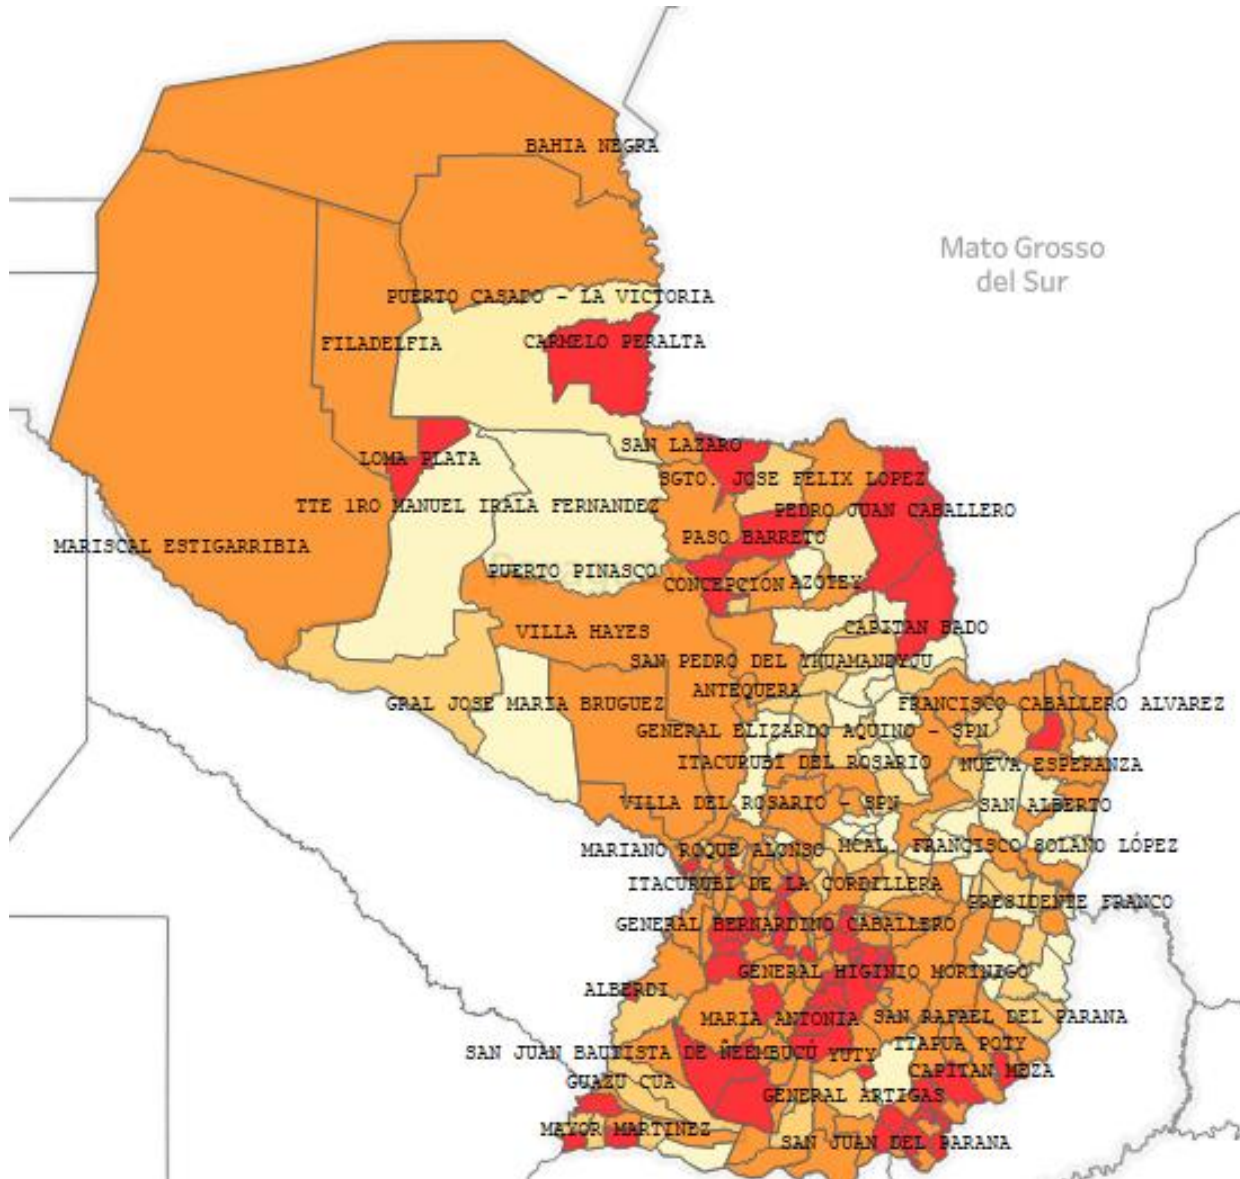 BAHIA NEGRA
Mato Grosso
del Sur
PUERTO CASADO - LA VICTORIA
FILADELFIA
CARMELO PERALTA
SAN LAZARO
LOMA PLATA
SGTO. JOSE FELIX LOPEZ
TTE 1RO MANUEL IRALA FERNANDEZ
PEDRO JUAN CABALLERO
PASO BARRETO
MARISCAL ESTIGARRIBIA
PUERTO PINASCO
CONCEPCIÓN
AZOTEY
VILLA HAYES
CAPITAN BADO
SAN PEDRO DEL YKUAMANDYJU
ANTEQUERA
GRAL JOSE MARIA BRUGUEZ
FRANCISCO CABALLERO ALVAREZ
GENERAL ELIZARDO AQUINO - SPN
ITACURUBI DEL ROSARIO
NUEVA ESPERANZA
VILLA DEL ROSARIO - SPN
SAN ALBERTO
MARIANO ROQUE ALONSO
MCAL. FRANCISCO SOLANO LÓPEZ
ITACURUBI DE LA CORDILLERA
PRESIDENTE FRANCO
GENERAL BERNARDINO CABALLERO
GENERAL HIGINIO MORINIGO
ALBERDI
MARIA ANTONIA
SAN RAFAEL DEL PARANA
ITAPUA POTY
SAN JUAN BAUTISTA DE ÑEEMBUCÚ
YUTY
CAPITAN MEZA
GUAZU CUA
GENERAL ARTIGAS
MAYOR MARTINEZ
SAN JUAN DEL PARANA